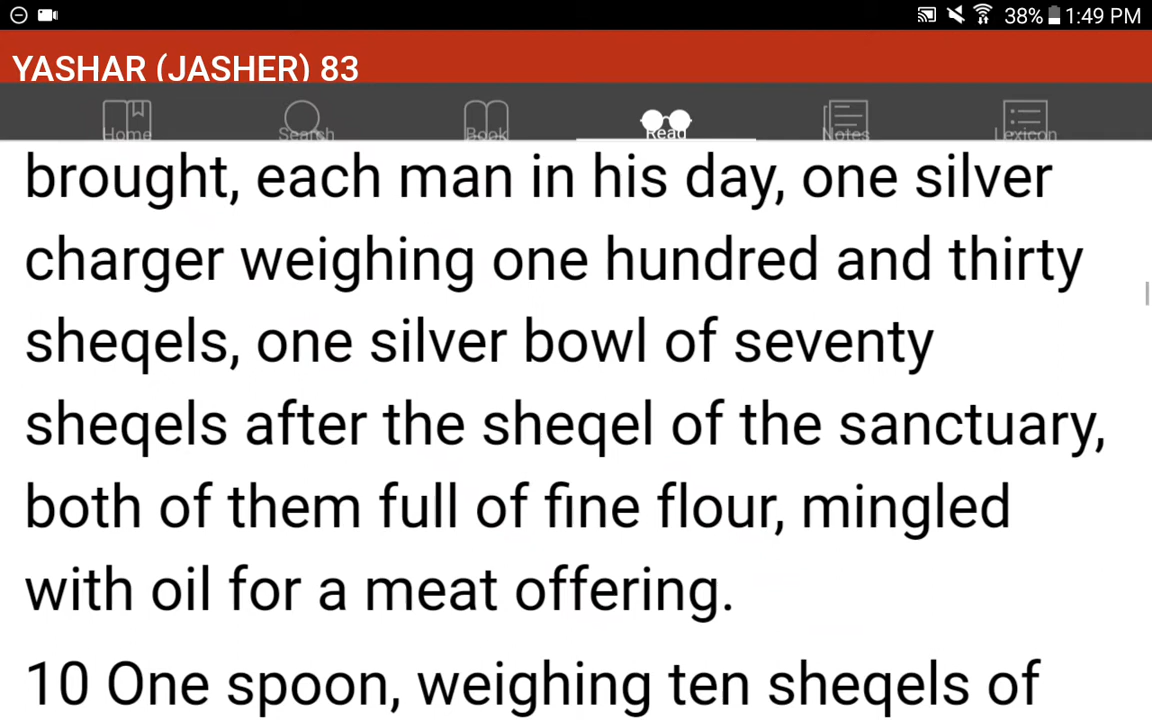 38% 1:49 PM
YASHAR (JASHER) 83
Home Search Book Read Notes Lexicon
brought, each man in his day, one silver
charger weighing one hundred and thirty
sheqels, one silver bowl of seventy
sheqels after the sheqel of the sanctuary,
both of them full of fine flour, mingled
with oil for a meat offering.
10 One spoon, weighing ten sheqels of